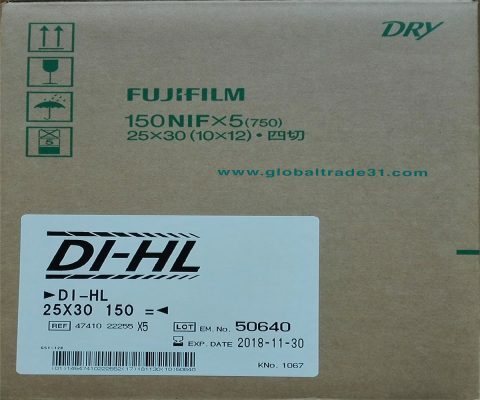 DRY
FUJIFILM
150NIF×5(750)
25×30(10×12)・四切
www.globaltrade31.com
5
DI-HL
►DI-HL
25X30 150 =◄
REF 47410 22255 X5
LOT EM. No. 50640
EXP. DATE 2018-11-30
KNo. 1067